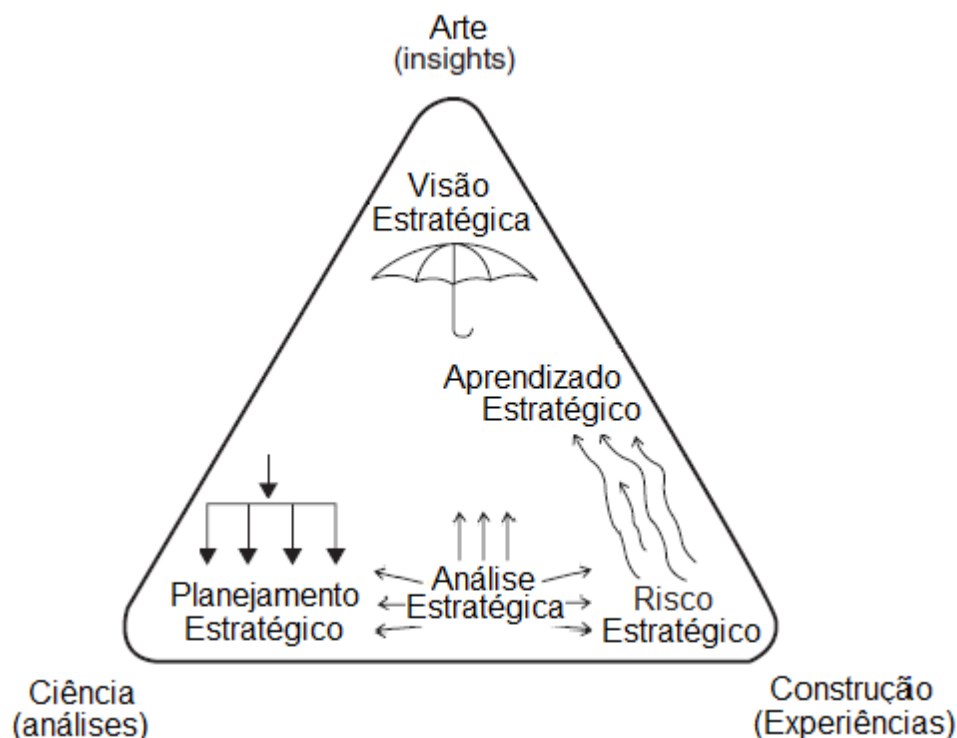 Arte
(insights)
Visão
Estratégica
Aprendizado
Estratégico
Planejamento
Estratégico
Análise
Estratégica
Risco
Estratégico
Ciência
(análises)
Construção
(Experiências)